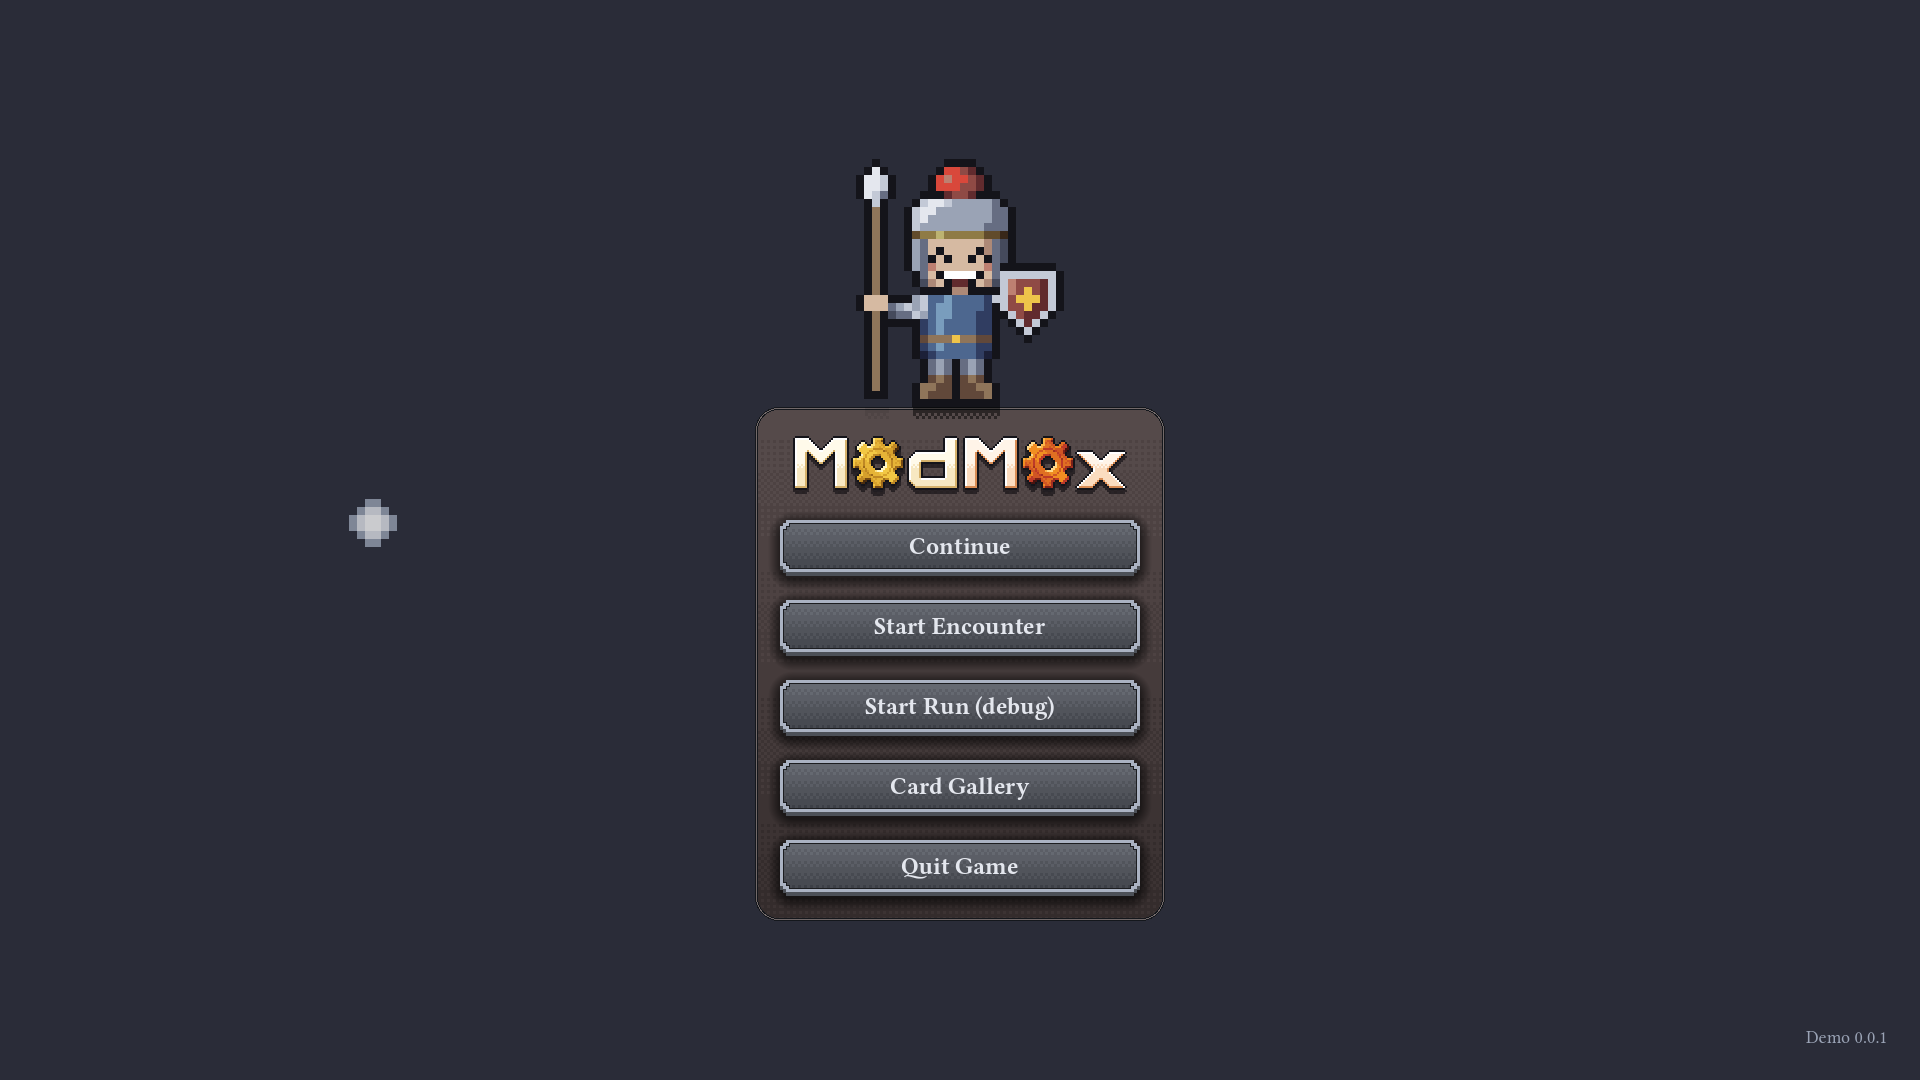 ModMox
Continue
Start Encounter
Start Run (debug)
Card Gallery
Quit Game
Demo 0.0.1